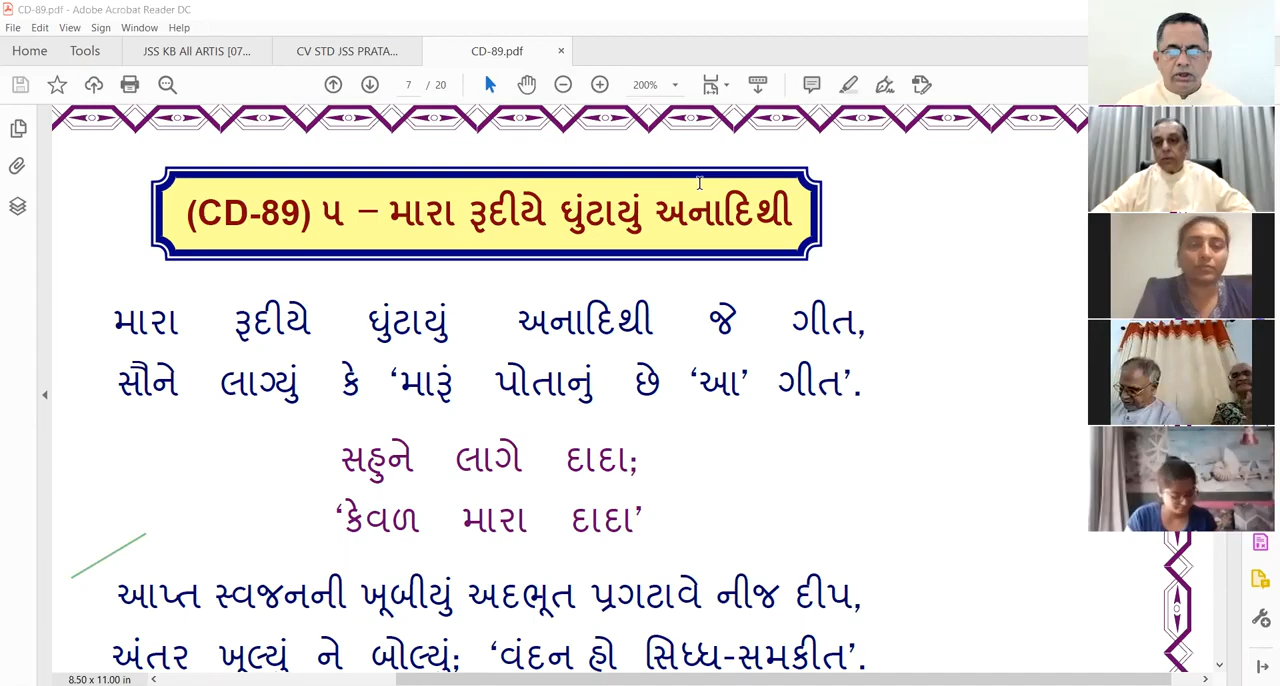 CD-89.pdf - Adobe Acrobat Reader DC
File Edit View Sign Window Help
Home Tools JSS KB All ARTIS [07... CV STD JSS PRATA... CD-89.pdf ×
7 / 20 200%
(CD-89) ૫ – મારા રૂદીયે ઘુંટાયું અનાદિથી
મારા રૂદીયે ઘુંટાયું અનાદિથી જે ગીત,
સૌને લાગ્યું કે ‘મારૂં પોતાનું છે ‘આ’ ગીત’.
સહુને લાગે દાદા;
‘કેવળ મારા દાદા’
આપ્ત સ્વજનની ખૂબીયું અદભૂત પ્રગટાવે નીજ દીપ,
અંતર ખૂલ્યું ને બોલ્યું; ‘વંદન હો સિધ્ધ-સમકીત’.
8.50 x 11.00 in